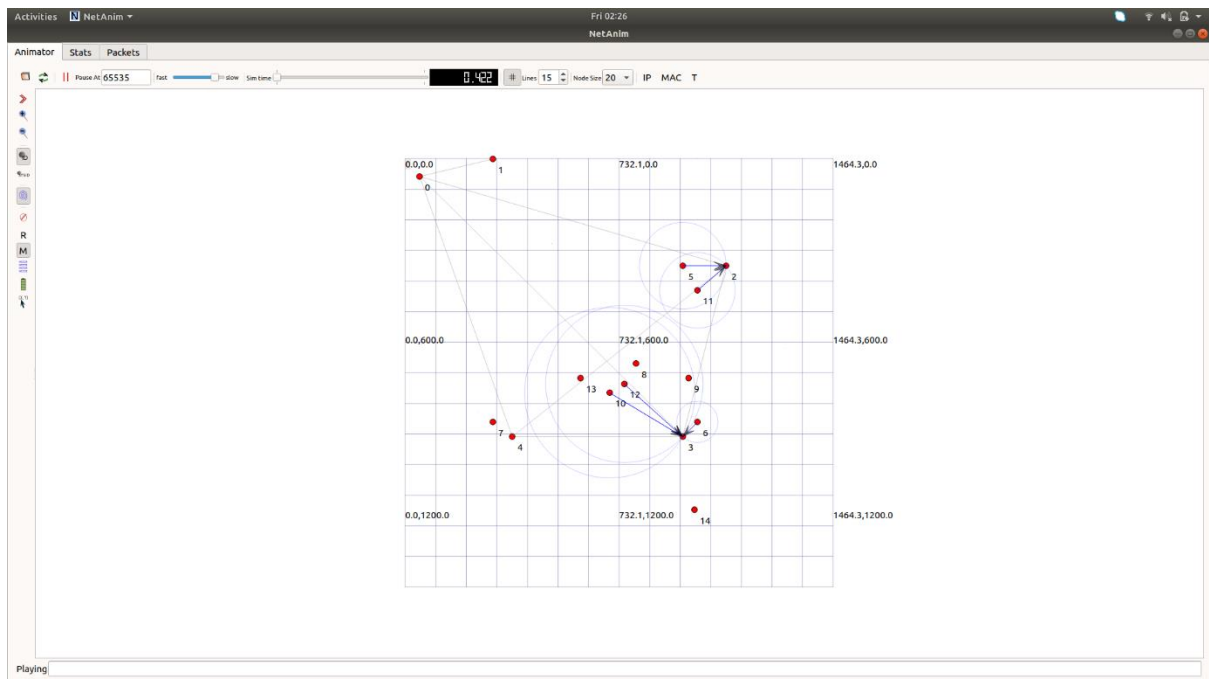 Activities NetAnim Fri 02:26
NetAnim
Animator Stats Packets
Pause At 65535 fast slow Sim time 0.422 # Lines 15 Node Size 20 IP MAC T
0.0,0.0 732.1,0.0 1464.3,0.0
1
0
5 2
11
R
M
0.0,600.0 732.1,600.0 1464.3,600.0
8
13 12 9
10
7 6
4 3
0.0,1200.0 732.1,1200.0 1464.3,1200.0
14
Playing